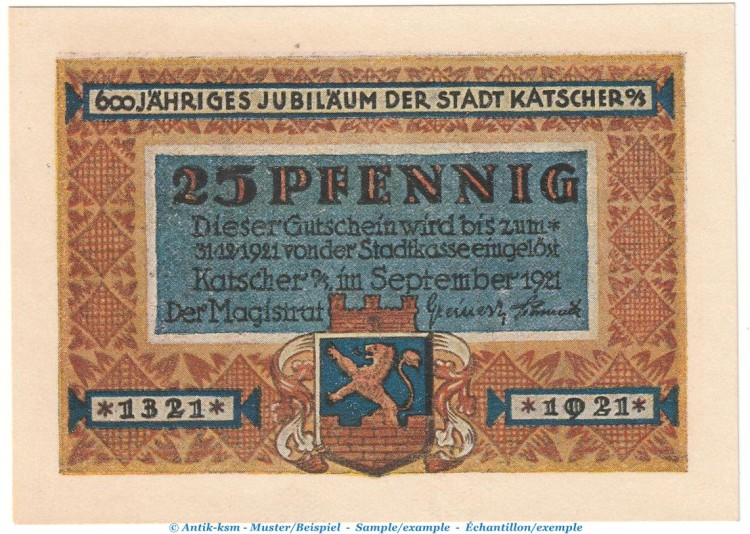 600 JÄHRIGES JUBILÄUM DER STADT KATSCHER O/S
25 PFENNIG
Dieser Gutschein wird bis zum *
31·12·1921 von der Stadtkasse eingelöst
Katscher O/S, im September 1921
Der Magistrat
*1321*
*1921*
© Antik-ksm - Muster/Beispiel - Sample/example - Échantillon/exemple